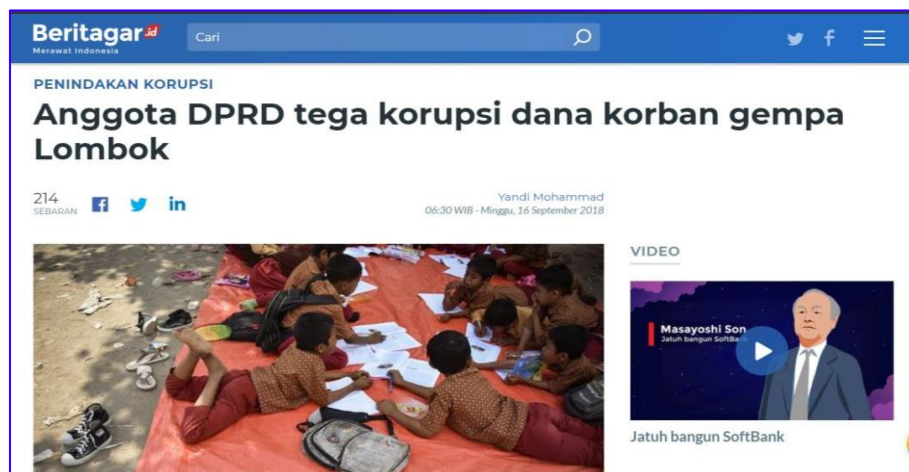 Beritagar.id
Merawat Indonesia
Cari
PENINDAKAN KORUPSI
Anggota DPRD tega korupsi dana korban gempa
Lombok
214
SEBARAN
Yandi Mohammad
06:30 WIB - Minggu, 16 September 2018
VIDEO
Masayoshi Son
Jatuh bangun SoftBank
Jatuh bangun SoftBank